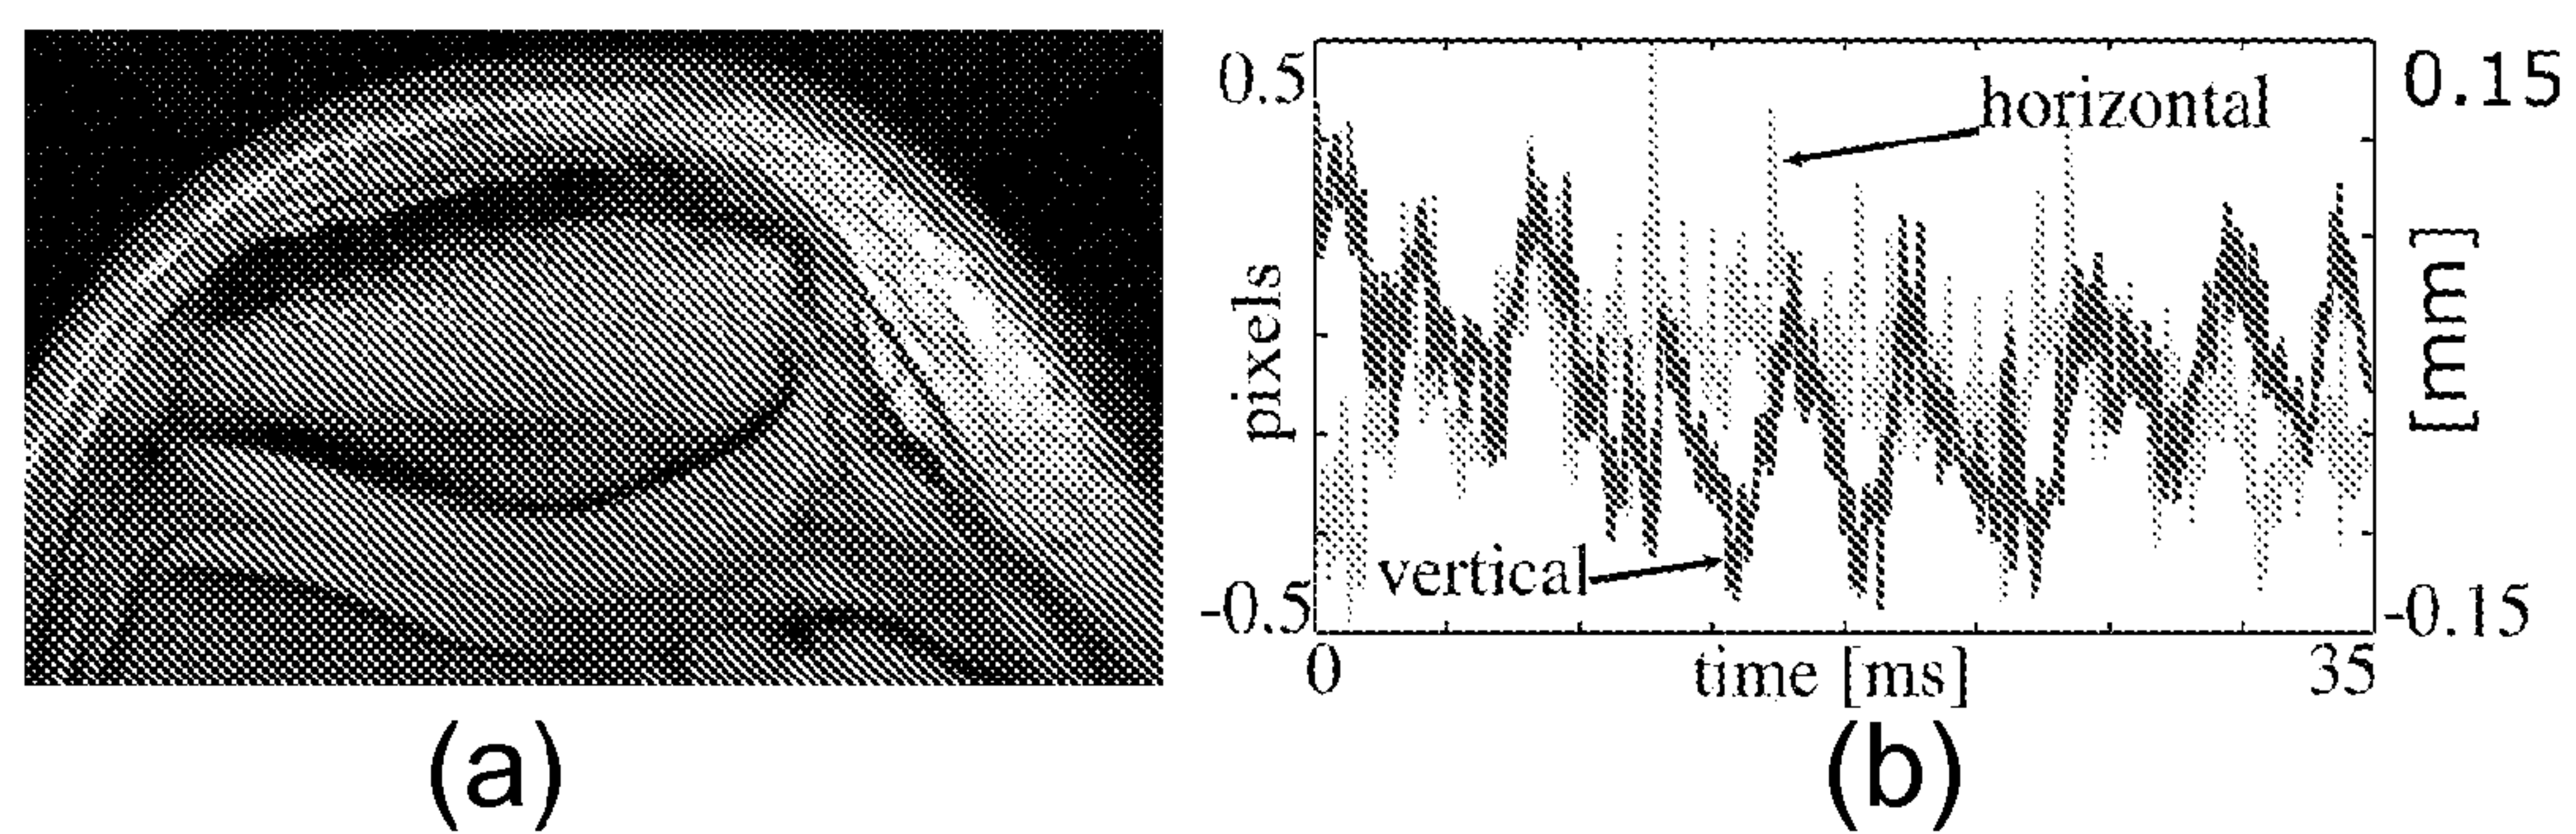 0.5
pixels
-0.5
horizontal
vertical
0.15
[mm]
-0.15
0
time [ms]
35
(a)
(b)